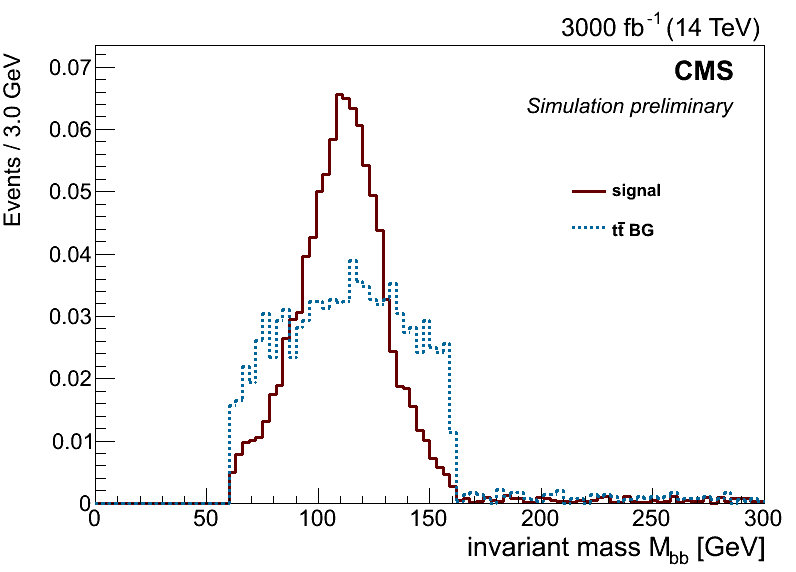 3000 fb⁻¹ (14 TeV)
CMS
Simulation preliminary
signal
tt̄ BG
Events / 3.0 GeV
0.07
0.06
0.05
0.04
0.03
0.02
0.01
0
0 50 100 150 200 250 300
invariant mass M_bb [GeV]